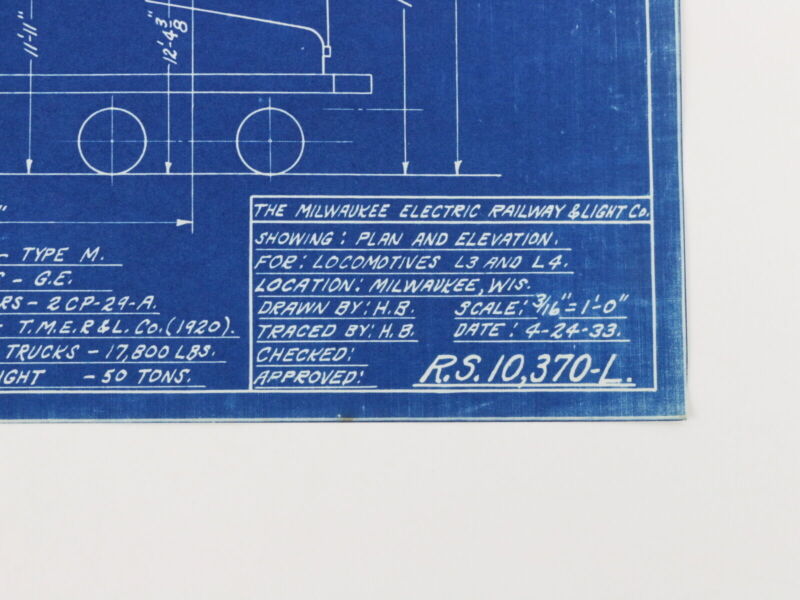 11'-11"
12'-4 3/8"
- TYPE M.
- G.E.
RS - 2 CP-29-A.
T.M.E.R.&L. CO. (1920).
TRUCKS - 17,800 LBS.
IGHT - 50 TONS.
THE MILWAUKEE ELECTRIC RAILWAY & LIGHT CO.
SHOWING: PLAN AND ELEVATION.
FOR: LOCOMOTIVES L3 AND L4.
LOCATION: MILWAUKEE, WIS.
DRAWN BY: H.B. SCALE: 3/16" = 1'-0"
TRACED BY: H.B. DATE: 4-24-33.
CHECKED:
APPROVED: R.S. 10,370-L.